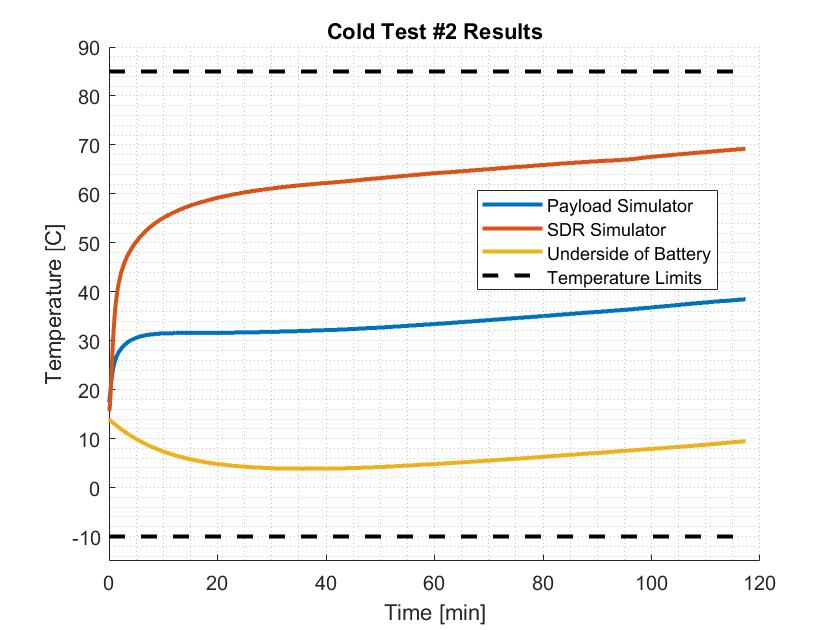 Cold Test #2 Results
90
80
70
60
50
40
30
20
10
0
-10
Temperature [C]
Payload Simulator
SDR Simulator
Underside of Battery
Temperature Limits
0 20 40 60 80 100 120
Time [min]